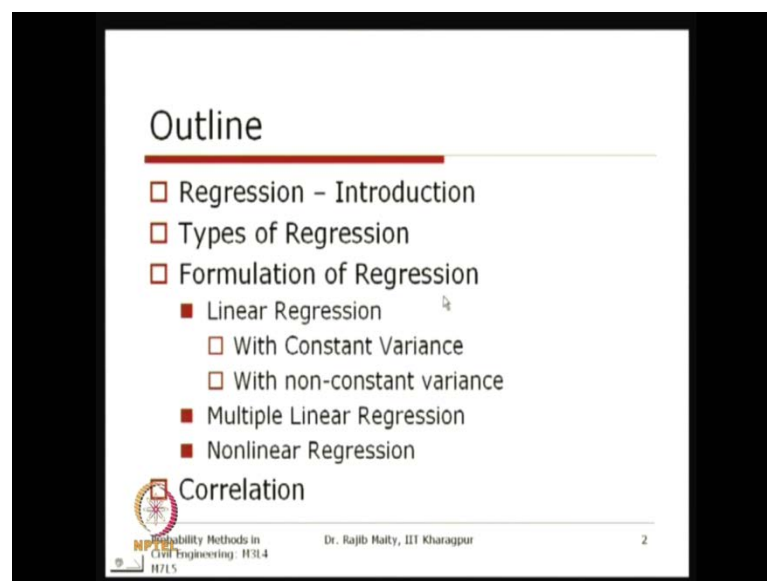 Outline
Regression – Introduction
Types of Regression
Formulation of Regression
Linear Regression
With Constant Variance
With non-constant variance
Multiple Linear Regression
Nonlinear Regression
Correlation
Probability Methods in
Civil Engineering: M3L4
M7L5
Dr. Rajib Maity, IIT Kharagpur
2
NPTEL